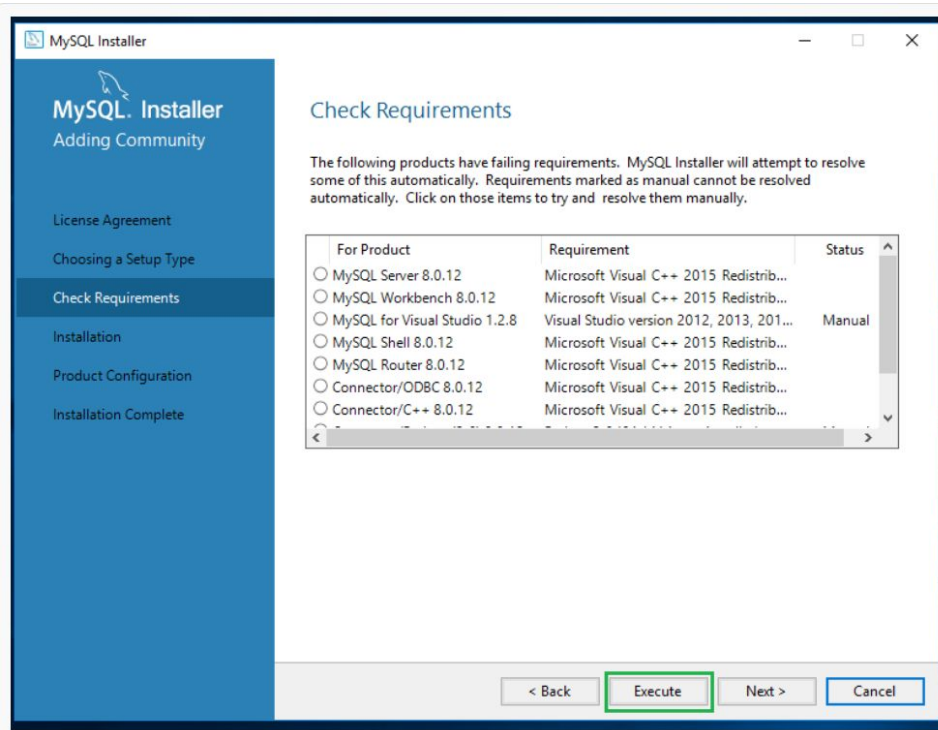 MySQL Installer
MySQL. Installer
Adding Community
License Agreement
Choosing a Setup Type
Check Requirements
Installation
Product Configuration
Installation Complete
Check Requirements
The following products have failing requirements. MySQL Installer will attempt to resolve
some of this automatically. Requirements marked as manual cannot be resolved
automatically. Click on those items to try and resolve them manually.
For Product Requirement Status
MySQL Server 8.0.12 Microsoft Visual C++ 2015 Redistrib...
MySQL Workbench 8.0.12 Microsoft Visual C++ 2015 Redistrib...
MySQL for Visual Studio 1.2.8 Visual Studio version 2012, 2013, 201... Manual
MySQL Shell 8.0.12 Microsoft Visual C++ 2015 Redistrib...
MySQL Router 8.0.12 Microsoft Visual C++ 2015 Redistrib...
Connector/ODBC 8.0.12 Microsoft Visual C++ 2015 Redistrib...
Connector/C++ 8.0.12 Microsoft Visual C++ 2015 Redistrib...
< Back Execute Next > Cancel